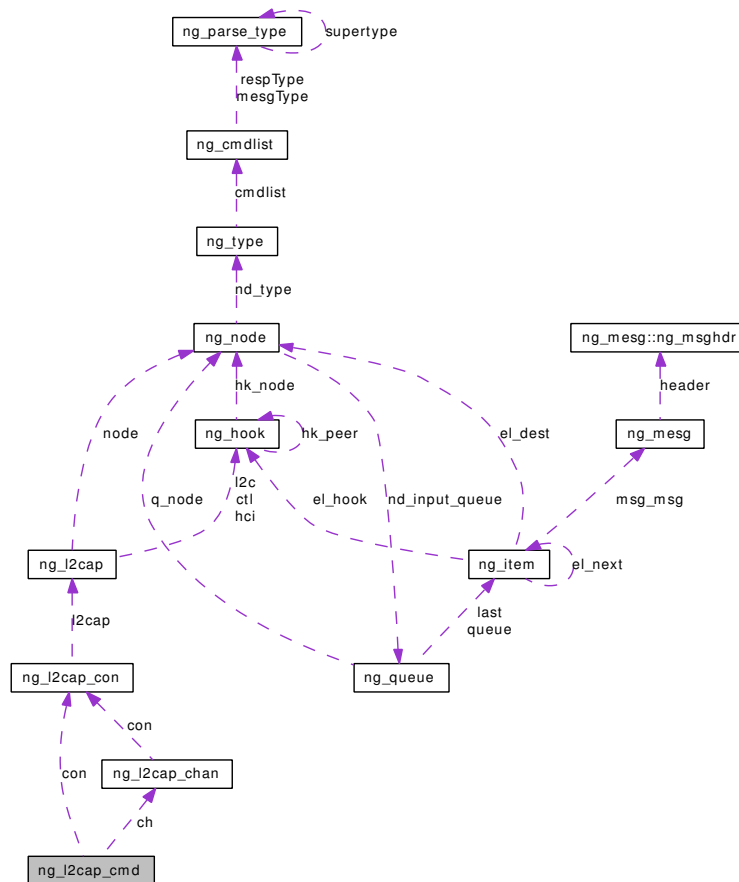 ng_parse_type
supertype
respType
mesgType
ng_cmdlist
cmdlist
ng_type
nd_type
ng_node
ng_mesg::ng_msghdr
hk_node
header
node
ng_hook
hk_peer
el_dest
ng_mesg
l2c
ctl
hci
q_node
el_hook
nd_input_queue
msg_msg
ng_l2cap
ng_item
el_next
l2cap
last
queue
ng_l2cap_con
ng_queue
con
con
ng_l2cap_chan
ch
ng_l2cap_cmd